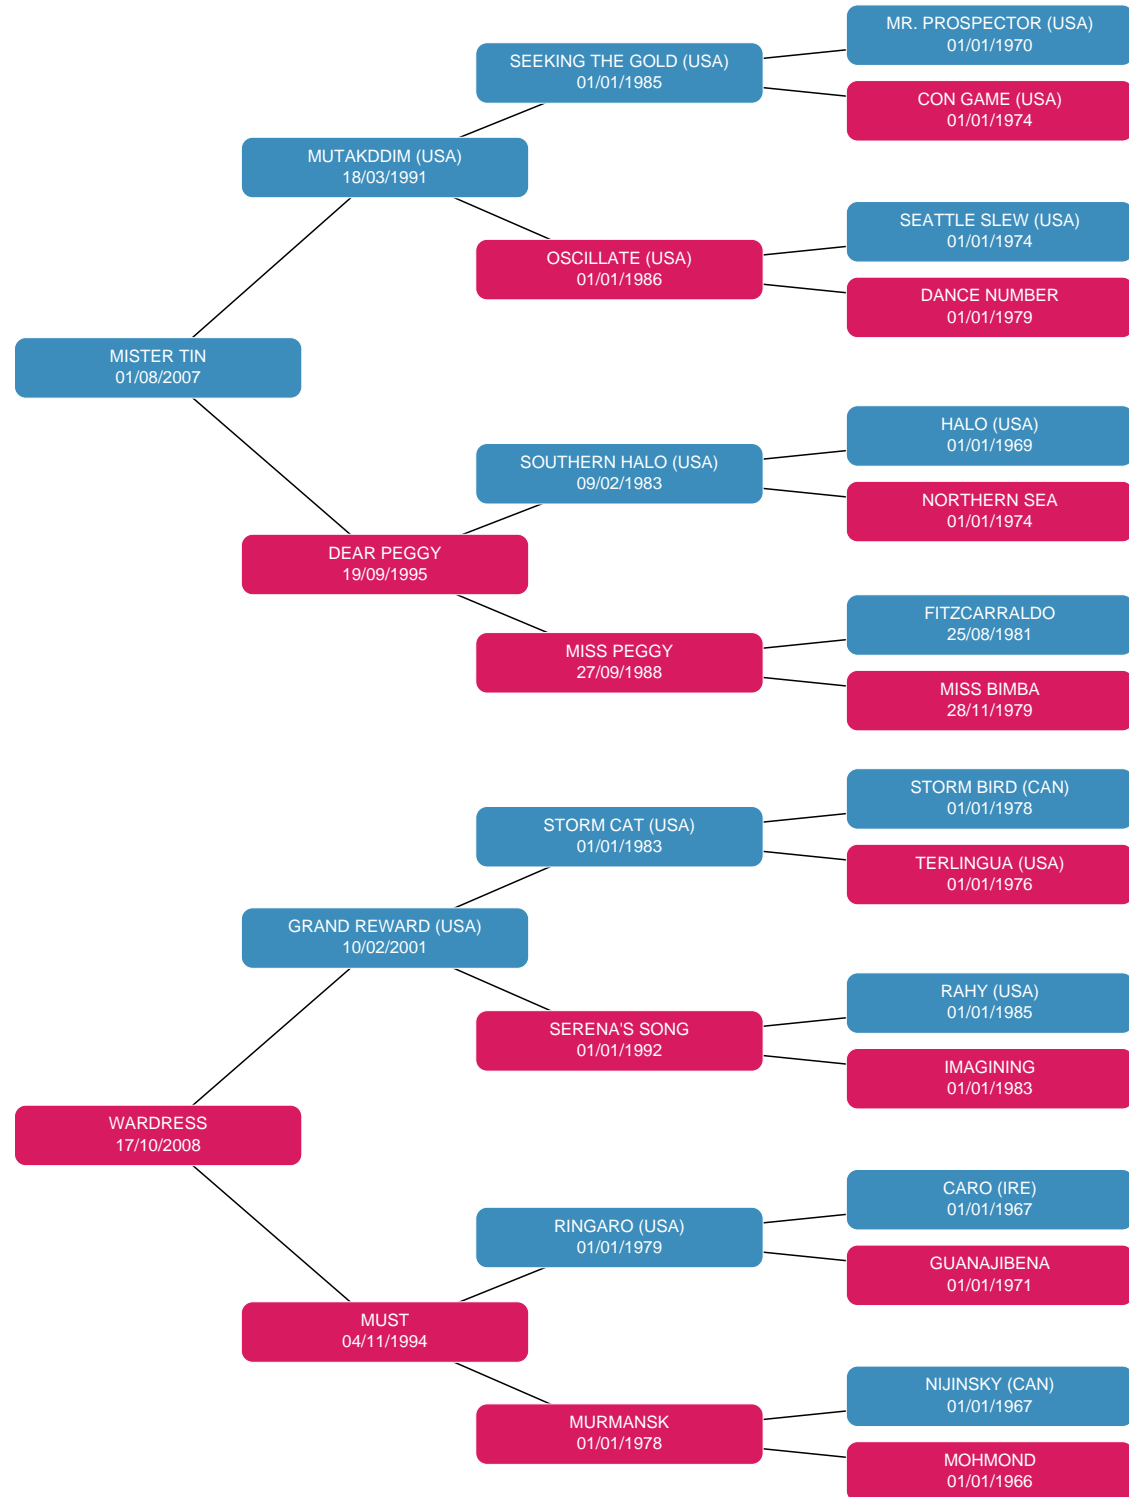 MR. PROSPECTOR (USA)
01/01/1970
SEEKING THE GOLD (USA)
01/01/1985
CON GAME (USA)
01/01/1974
MUTAKDDIM (USA)
18/03/1991
SEATTLE SLEW (USA)
01/01/1974
OSCILLATE (USA)
01/01/1986
DANCE NUMBER
01/01/1979
MISTER TIN
01/08/2007
HALO (USA)
01/01/1969
SOUTHERN HALO (USA)
09/02/1983
NORTHERN SEA
01/01/1974
DEAR PEGGY
19/09/1995
FITZCARRALDO
25/08/1981
MISS PEGGY
27/09/1988
MISS BIMBA
28/11/1979
STORM BIRD (CAN)
01/01/1978
STORM CAT (USA)
01/01/1983
TERLINGUA (USA)
01/01/1976
GRAND REWARD (USA)
10/02/2001
RAHY (USA)
01/01/1985
SERENA'S SONG
01/01/1992
IMAGINING
01/01/1983
WARDRESS
17/10/2008
CARO (IRE)
01/01/1967
RINGARO (USA)
01/01/1979
GUANAJIBENA
01/01/1971
MUST
04/11/1994
NIJINSKY (CAN)
01/01/1967
MURMANSK
01/01/1978
MOHMOND
01/01/1966